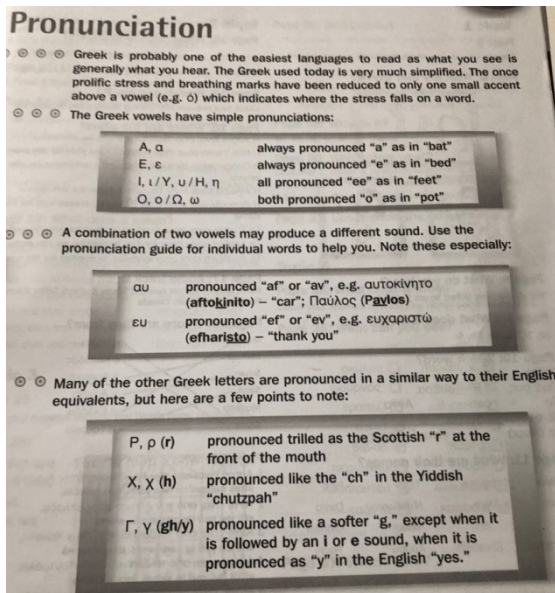 Pronunciation
Greek is probably one of the easiest languages to read as what you see is
generally what you hear. The Greek used today is very much simplified. The once
prolific stress and breathing marks have been reduced to only one small accent
above a vowel (e.g. ό) which indicates where the stress falls on a word.
The Greek vowels have simple pronunciations:
Α, α always pronounced “a” as in “bat”
Ε, ε always pronounced “e” as in “bed”
Ι, ι/Υ, υ/Η, η all pronounced “ee” as in “feet”
Ο, ο/Ω, ω both pronounced “o” as in “pot”
A combination of two vowels may produce a different sound. Use the
pronunciation guide for individual words to help you. Note these especially:
αυ pronounced “af” or “av”, e.g. αυτοκίνητο
(aftokinito) – “car”; Παύλος (Pavlos)
ευ pronounced “ef” or “ev”, e.g. ευχαριστώ
(efharisto) – “thank you”
Many of the other Greek letters are pronounced in a similar way to their English
equivalents, but here are a few points to note:
Ρ, ρ (r) pronounced trilled as the Scottish “r” at the
front of the mouth
Χ, χ (h) pronounced like the “ch” in the Yiddish
“chutzpah”
Γ, γ (gh/y) pronounced like a softer “g,” except when it
is followed by an i or e sound, when it is
pronounced as “y” in the English “yes.”